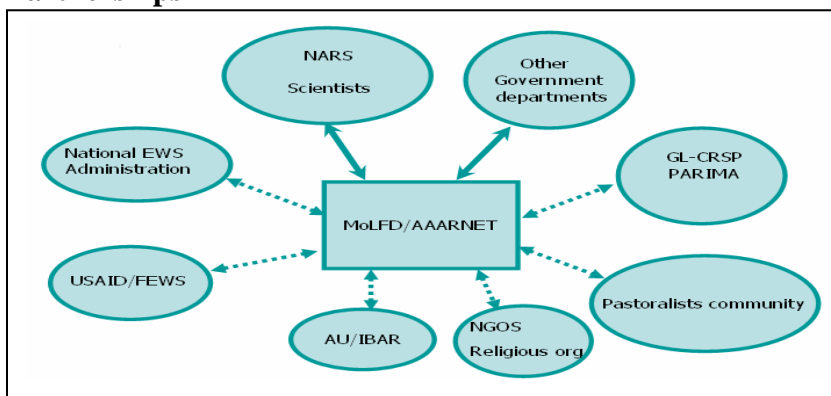 NARS
Scientists
Other
Government
departments
National EWS
Administration
GL-CRSP
PARIMA
MoLFD/AAARNET
USAID/FEWS
Pastoralists community
AU/IBAR
NGOS
Religious org